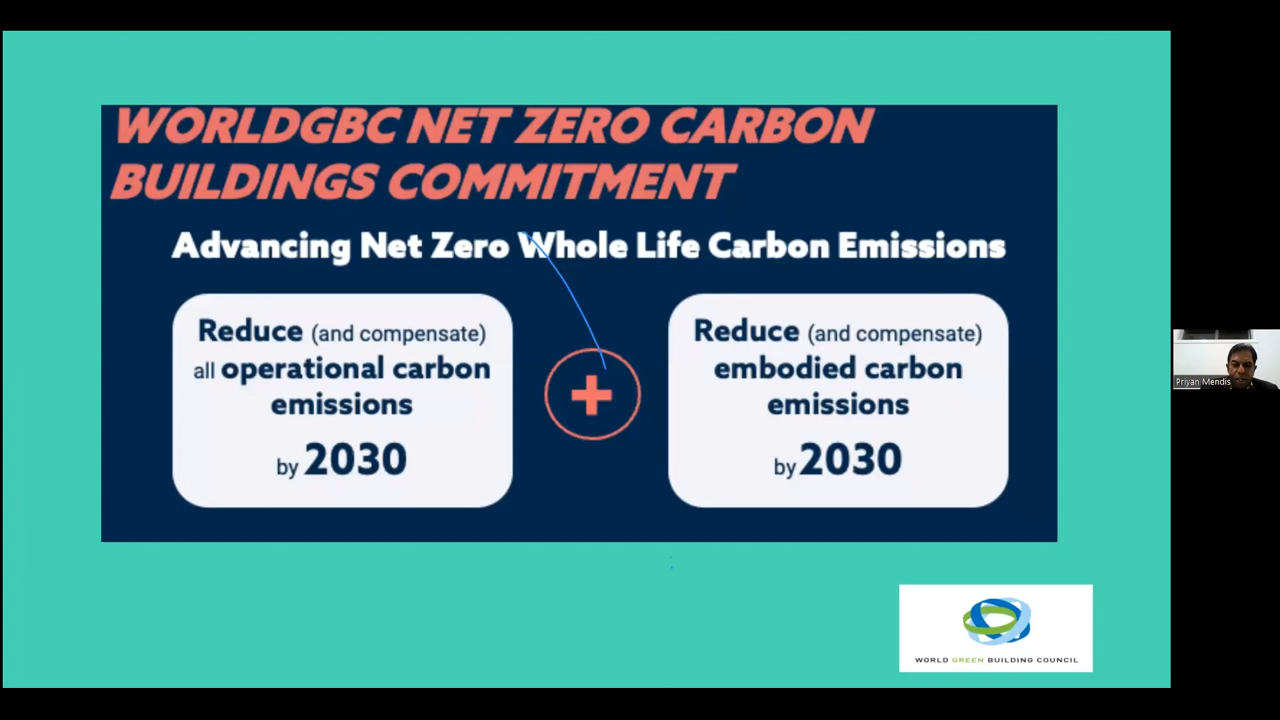 WORLDGBC NET ZERO CARBON
BUILDINGS COMMITMENT
Advancing Net Zero Whole Life Carbon Emissions
Reduce (and compensate)
all operational carbon
emissions
by 2030
Reduce (and compensate)
embodied carbon
emissions
by 2030
Priyan Mendis
WORLD GREEN BUILDING COUNCIL